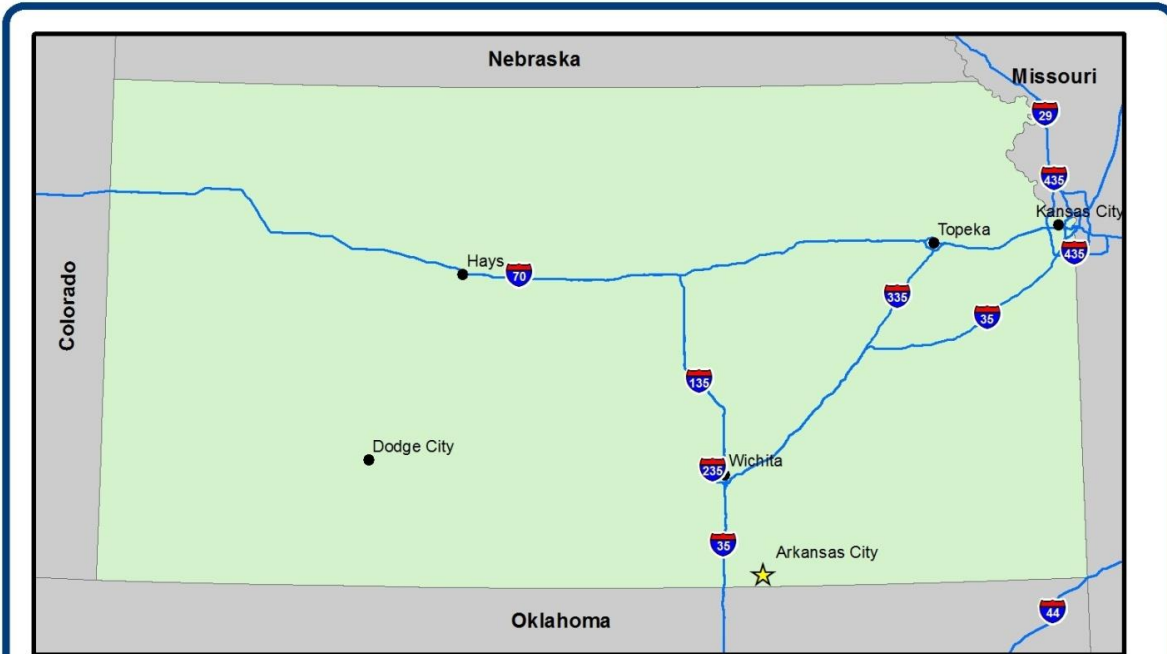 Nebraska
Missouri
29
435
Kansas City
Topeka
435
Hays
70
Colorado
335
35
135
Dodge City
Wichita
235
35
Arkansas City
Oklahoma
44